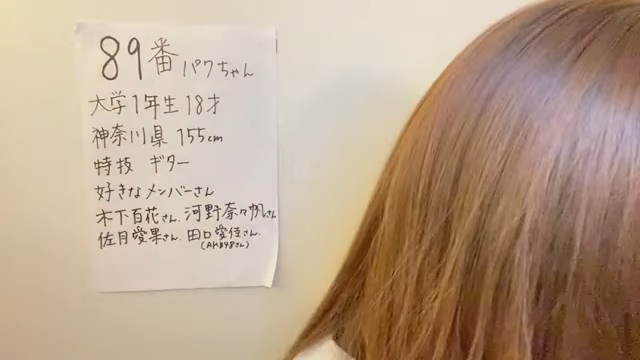 89番 パクちゃん
大学1年生 18才
神奈川県 155cm
特技 ギター
好きなメンバーさん
木下百花さん、河野奈々帆さん
佐月愛果さん、田口愛佳さん
(AKB48さん)